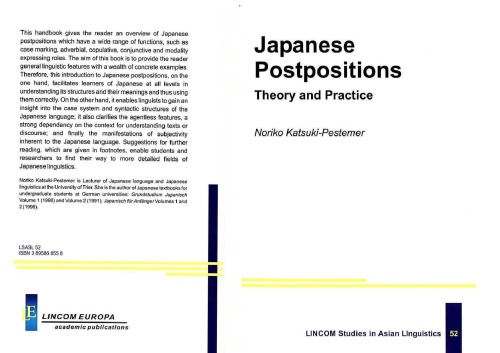 This handbook gives the reader an overview of Japanese
postpositions which have a wide range of functions, such as
case marking, adverbial, copulative, conjunctive and modality
expressing roles. The aim of this book is to provide the reader
general linguistic features with a wealth of concrete examples.
Therefore, this introduction to Japanese postpositions, on the
one hand, facilitates learners of Japanese at all levels in
understanding its structures and their meanings and thus using
them correctly. On the other hand, it enables linguists to gain an
insight into the case system and syntactic structures of the
Japanese language; it also clarifies the agentless features, a
strong dependency on the context for understanding texts or
discourse; and finally the manifestations of subjectivity
inherent to the Japanese language. Suggestions for further
reading, which are given in footnotes, enable students and
researchers to find their way to more detailed fields of
Japanese linguistics.
Noriko Katsuki-Pestemer is Lecturer of Japanese language and Japanese
linguistics at the University of Trier. She is the author of Japanese textbooks for
undergraduate students at German universities: Grundstudium Japanisch
Volume 1 (1990) and Volume 2 (1991); Japanisch für Anfänger Volumes 1 and
2 (1996).
LSASL 52
ISBN 3 89586 855 8
LE
LINCOM EUROPA
academic publications
Japanese
Postpositions
Theory and Practice
Noriko Katsuki-Pestemer
LINCOM Studies in Asian Linguistics 52